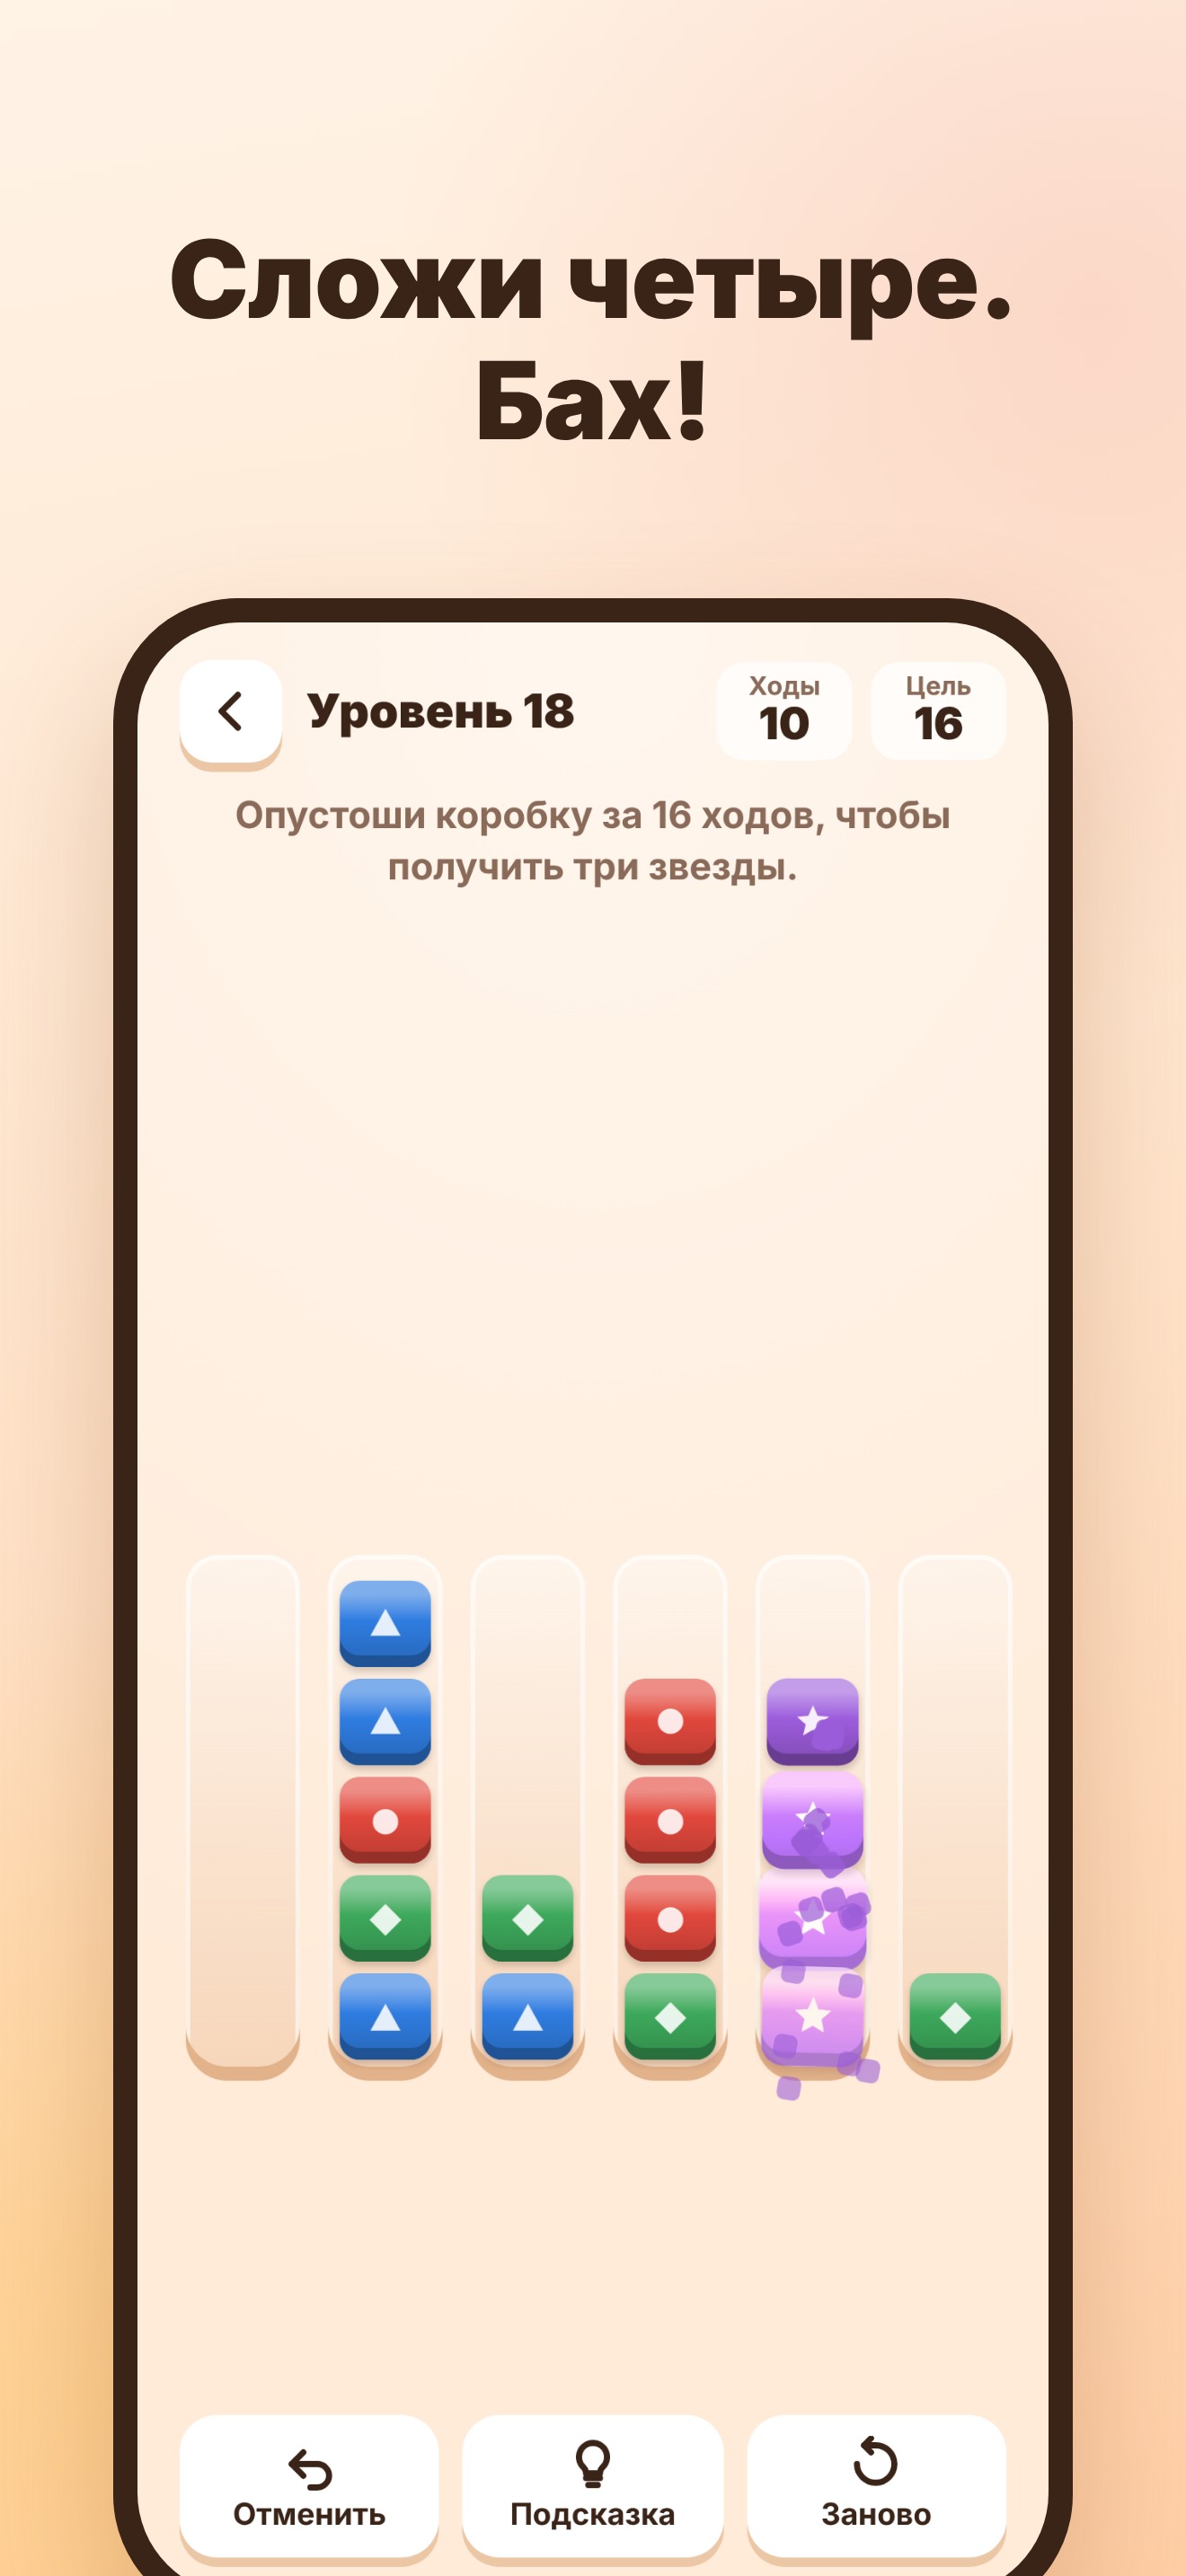 Сложи четыре.
Бах!
Уровень 18
Ходы
10
Цель
16
Опустоши коробку за 16 ходов, чтобы
получить три звезды.
Отменить
Подсказка
Заново